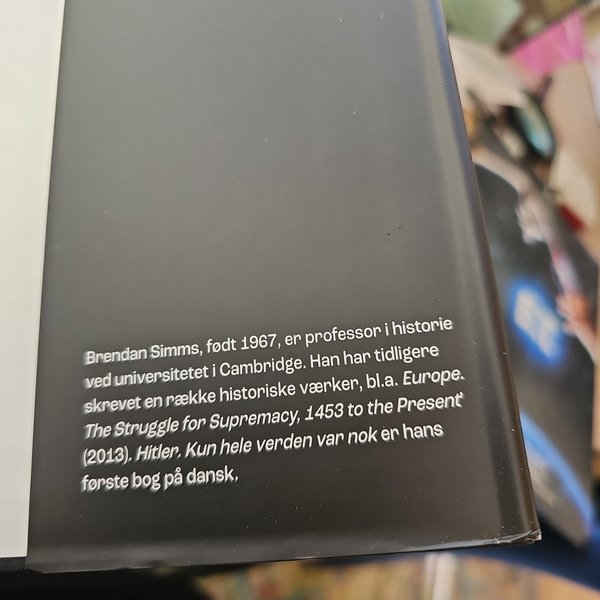 Brendan Simms, født 1967, er professor i historie
ved universitetet i Cambridge. Han har tidligere
skrevet en række historiske værker, bl.a. Europe.
The Struggle for Supremacy, 1453 to the Present
(2013). Hitler. Kun hele verden var nok er hans
første bog på dansk.